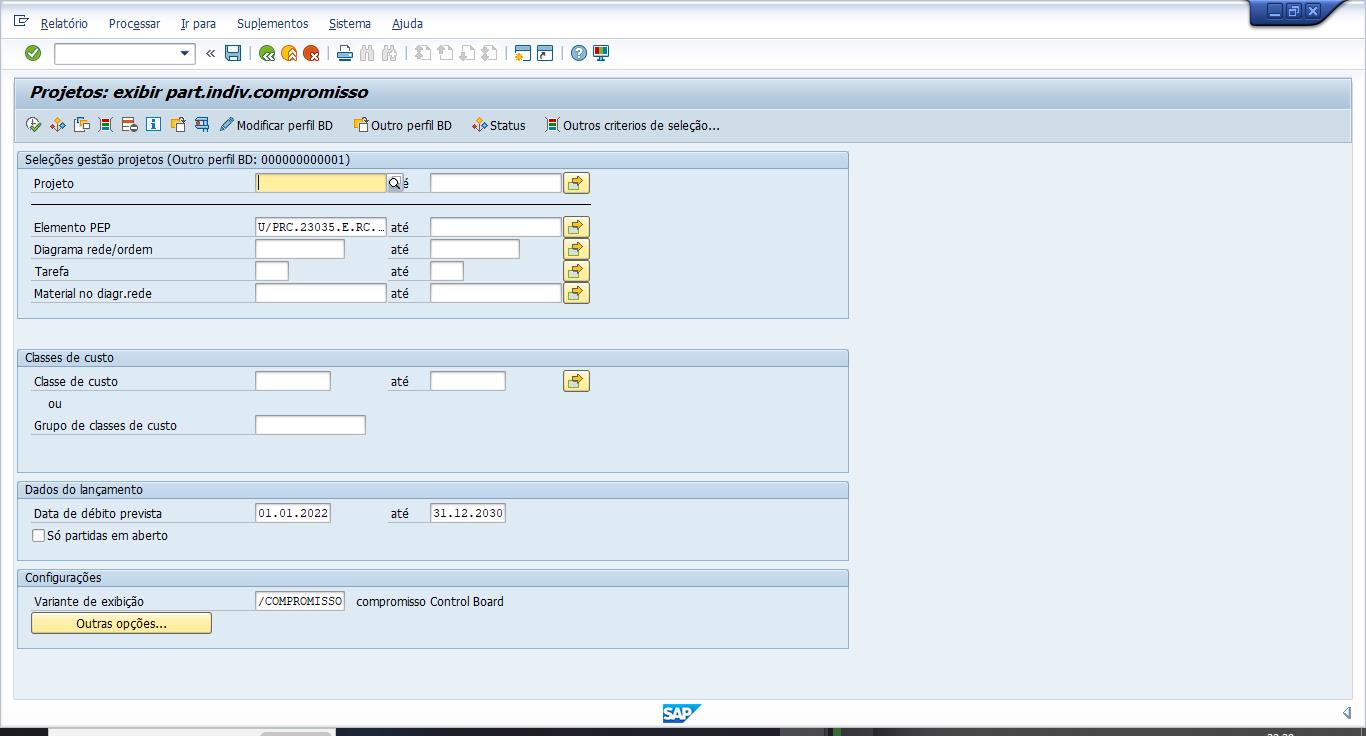 Relatório Processar Ir para Suplementos Sistema Ajuda
Projetos: exibir part.indiv.compromisso
Modificar perfil BD Outro perfil BD Status Outros criterios de seleção...
Seleções gestão projetos (Outro perfil BD: 000000000001)
Projeto
Elemento PEP U/PRC.23035.E.RC... até
Diagrama rede/ordem até
Tarefa até
Material no diagr.rede até
Classes de custo
Classe de custo até
ou
Grupo de classes de custo
Dados do lançamento
Data de débito prevista 01.01.2022 até 31.12.2030
Só partidas em aberto
Configurações
Variante de exibição /COMPROMISSO compromisso Control Board
Outras opções...
SAP